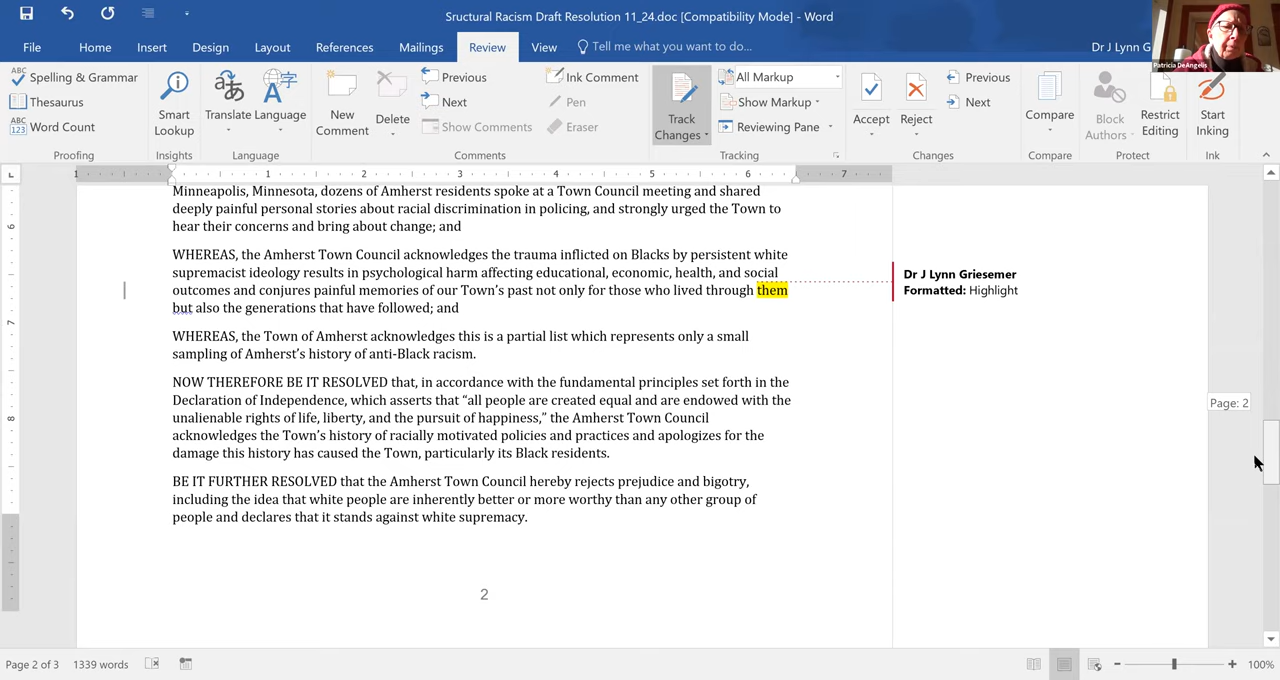 Sructural Racism Draft Resolution 11_24.doc [Compatibility Mode] - Word
File Home Insert Design Layout References Mailings Review View Tell me what you want to do... Dr J Lynn G
Patricia DeAngelis
Spelling & Grammar
Thesaurus
Word Count
Proofing
Smart Lookup
Insights
Translate Language
Language
New Comment
Delete
Previous
Next
Show Comments
Ink Comment
Pen
Eraser
Comments
Track Changes
All Markup
Show Markup
Reviewing Pane
Tracking
Accept
Reject
Previous
Next
Changes
Compare
Compare
Block Authors
Restrict Editing
Protect
Start Inking
Ink
1 1 2 3 4 5 6 7
Minneapolis, Minnesota, dozens of Amherst residents spoke at a Town Council meeting and shared
deeply painful personal stories about racial discrimination in policing, and strongly urged the Town to
hear their concerns and bring about change; and
WHEREAS, the Amherst Town Council acknowledges the trauma inflicted on Blacks by persistent white
supremacist ideology results in psychological harm affecting educational, economic, health, and social
outcomes and conjures painful memories of our Town's past not only for those who lived through them
but also the generations that have followed; and
WHEREAS, the Town of Amherst acknowledges this is a partial list which represents only a small
sampling of Amherst's history of anti-Black racism.
NOW THEREFORE BE IT RESOLVED that, in accordance with the fundamental principles set forth in the
Declaration of Independence, which asserts that “all people are created equal and are endowed with the
unalienable rights of life, liberty, and the pursuit of happiness,” the Amherst Town Council
acknowledges the Town's history of racially motivated policies and practices and apologizes for the
damage this history has caused the Town, particularly its Black residents.
BE IT FURTHER RESOLVED that the Amherst Town Council hereby rejects prejudice and bigotry,
including the idea that white people are inherently better or more worthy than any other group of
people and declares that it stands against white supremacy.
2
Dr J Lynn Griesemer
Formatted: Highlight
Page: 2
6
7
8
Page 2 of 3 1339 words 100%